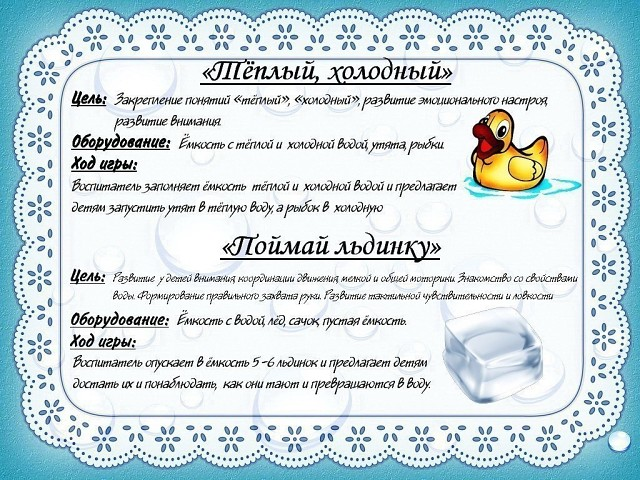 «Тёплый, холодный»
Цель: Закрепление понятий «тёплый», «холодный», развитие эмоционального настроя,
развитие внимания.
Оборудование: Ёмкость с тёплой и холодной водой, утята, рыбки.
Ход игры:
Воспитатель заполняет ёмкость тёплой и холодной водой и предлагает
детям запустить утят в тёплую воду, а рыбок в холодную
«Поймай льдинку»
Цель: Развитие у детей внимания, координации движения, мелкой и общей моторики. Знакомство со свойствами
воды. Формирование правильного захвата руки. Развитие тактильной чувствительности и ловкости
Оборудование: Ёмкость с водой, лёд, сачок, пустая ёмкость.
Ход игры:
Воспитатель опускает в ёмкость 5-6 льдинок и предлагает детям
достать их и понаблюдать, как они тают и превращаются в воду.